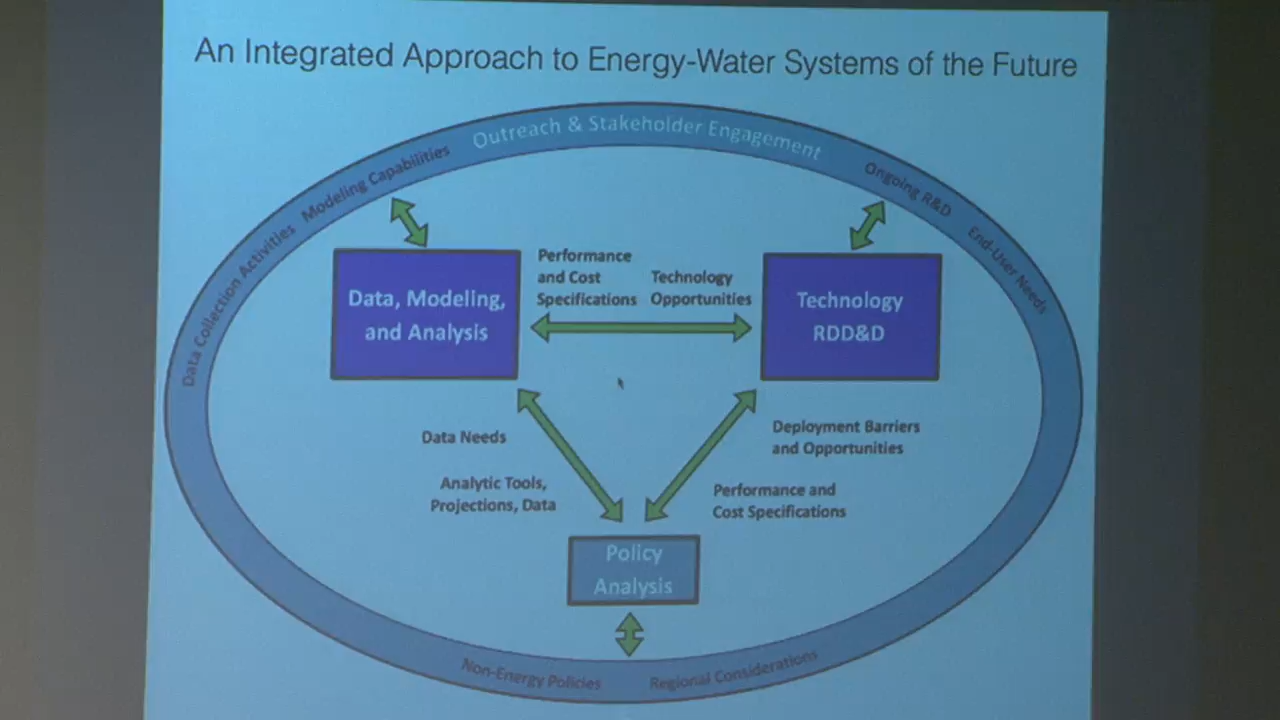 An Integrated Approach to Energy-Water Systems of the Future
Outreach & Stakeholder Engagement
Modeling Capabilities
Data Collection Activities
Ongoing R&D
End-User Needs
Data, Modeling,
and Analysis
Performance
and Cost
Specifications
Technology
Opportunities
Technology
RDD&D
Data Needs
Analytic Tools,
Projections, Data
Deployment Barriers
and Opportunities
Performance and
Cost Specifications
Policy
Analysis
Non-Energy Policies
Regional Considerations